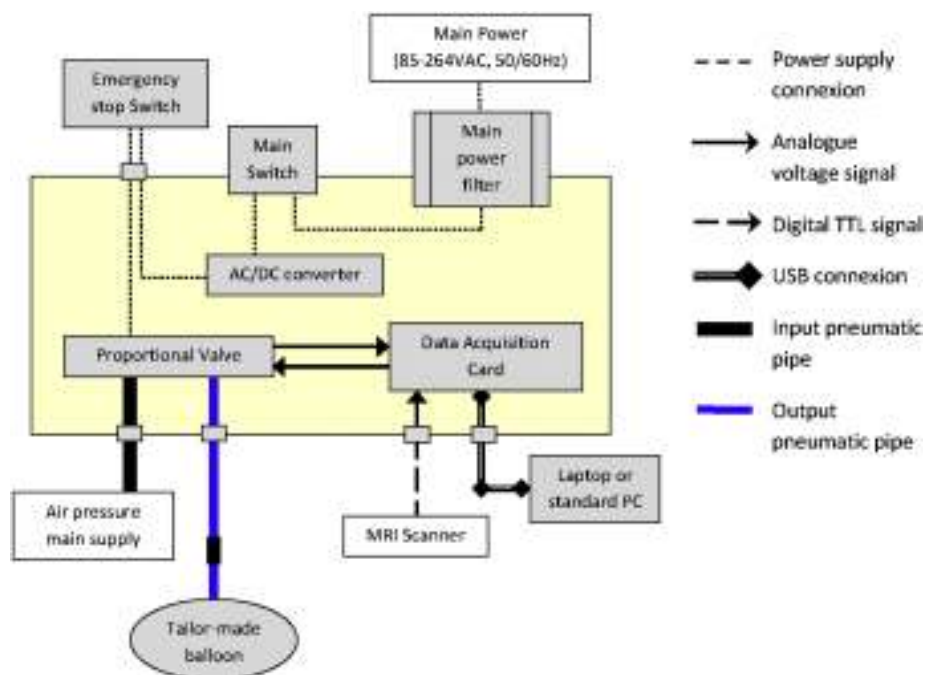 Main Power
(85-264VAC, 50/60Hz)
Emergency
stop Switch
Main
Switch
Main
power
filter
AC/DC converter
Proportional Valve
Data Acquisition
Card
Air pressure
main supply
MRI Scanner
Laptop or
standard PC
Tailor-made
balloon
Power supply
connexion
Analogue
voltage signal
Digital TTL signal
USB connexion
Input pneumatic
pipe
Output
pneumatic pipe